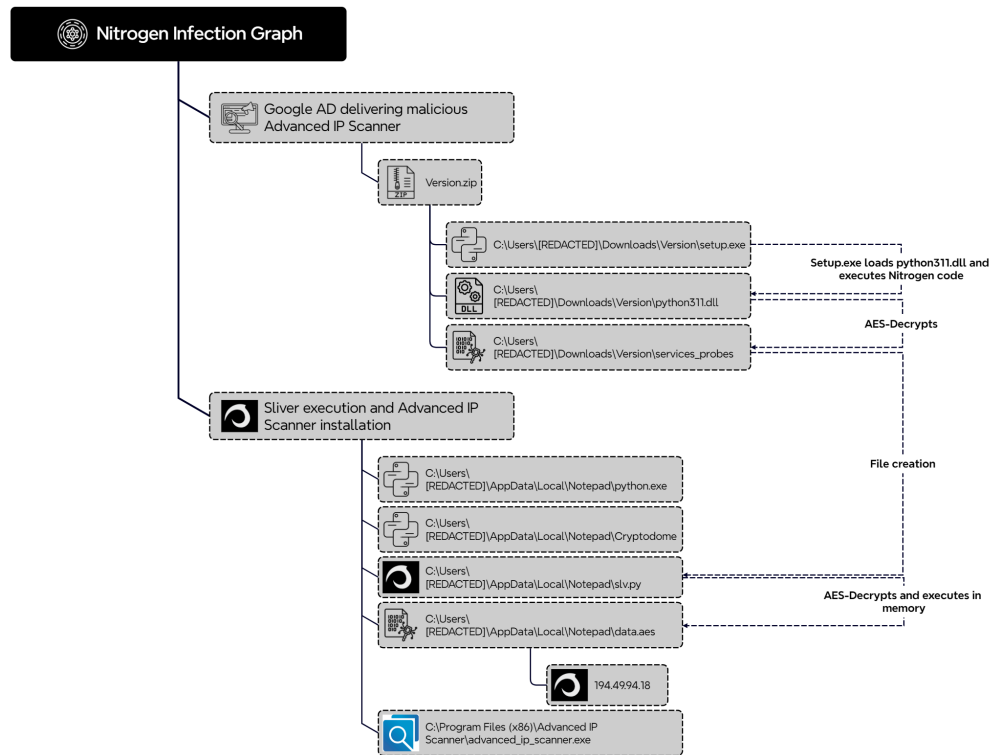 Nitrogen Infection Graph
Google AD delivering malicious
Advanced IP Scanner
ZIP
Version.zip
C:\Users\[REDACTED]\Downloads\Version\setup.exe
Setup.exe loads python311.dll and
executes Nitrogen code
DLL
C:\Users\
[REDACTED]\Downloads\Version\python311.dll
AES-Decrypts
C:\Users\
[REDACTED]\Downloads\Version\services_probes
Sliver execution and Advanced IP
Scanner installation
File creation
C:\Users\
[REDACTED]\AppData\Local\Notepad\python.exe
C:\Users\
[REDACTED]\AppData\Local\Notepad\Cryptodome
C:\Users\
[REDACTED]\AppData\Local\Notepad\slv.py
AES-Decrypts and executes in
memory
C:\Users\
[REDACTED]\AppData\Local\Notepad\data.aes
194.49.94.18
C:\Program Files (x86)\Advanced IP
Scanner\advanced_ip_scanner.exe